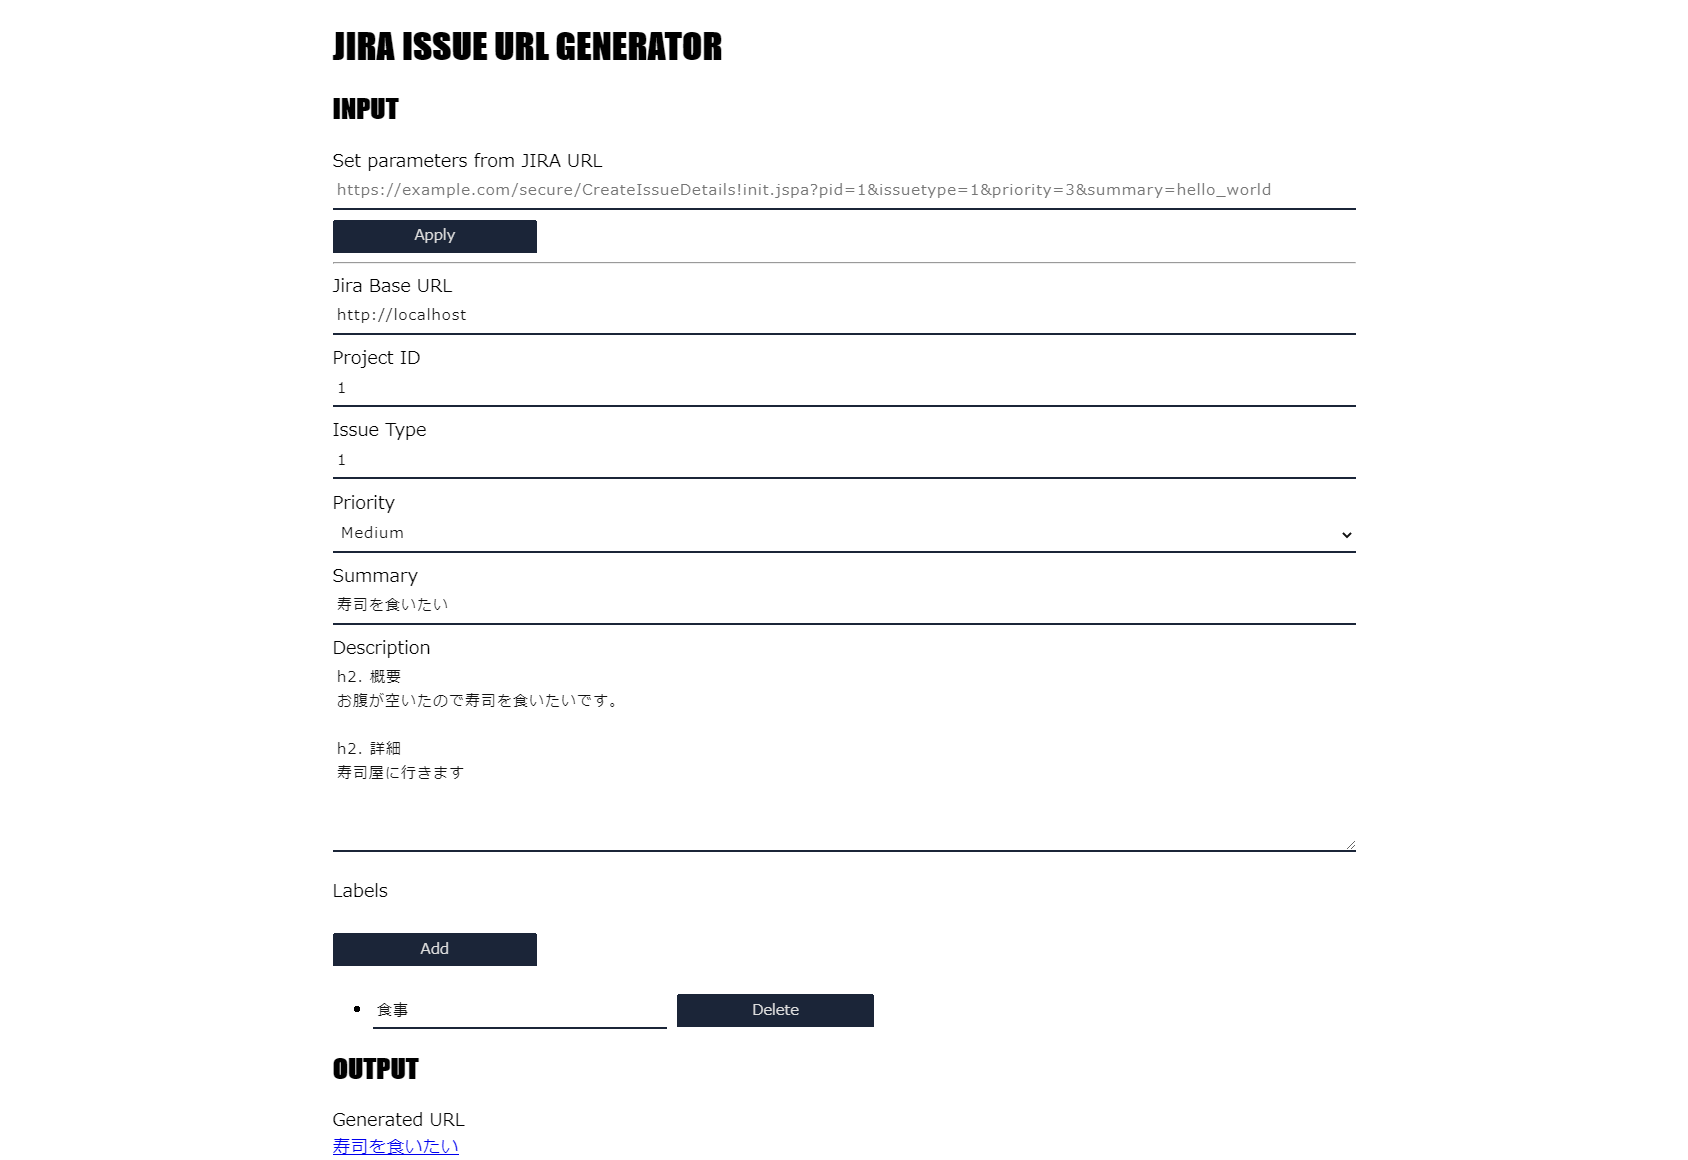 JIRA ISSUE URL GENERATOR
INPUT
Set parameters from JIRA URL
https://example.com/secure/CreateIssueDetails!init.jspa?pid=1&issuetype=1&priority=3&summary=hello_world
Apply
Jira Base URL
http://localhost
Project ID
1
Issue Type
1
Priority
Medium
Summary
寿司を食いたい
Description
h2. 概要
お腹が空いたので寿司を食いたいです。
h2. 詳細
寿司屋に行きます
Labels
Add
食事 Delete
OUTPUT
Generated URL
寿司を食いたい